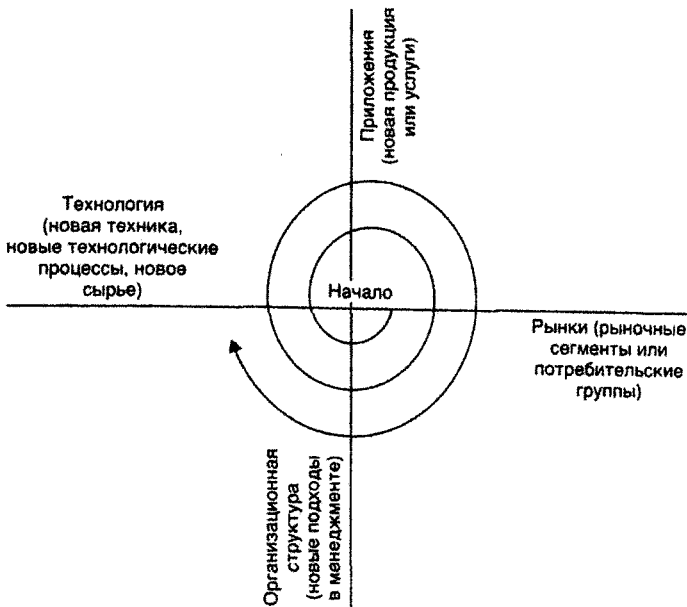 Приложения
(новая продукция
или услуги)
Технология
(новая техника,
новые технологические
процессы, новое
сырье)
Начало
Рынки (рыночные
сегменты или
потребительские
группы)
Организационная
структура
(новые подходы
в менеджменте)